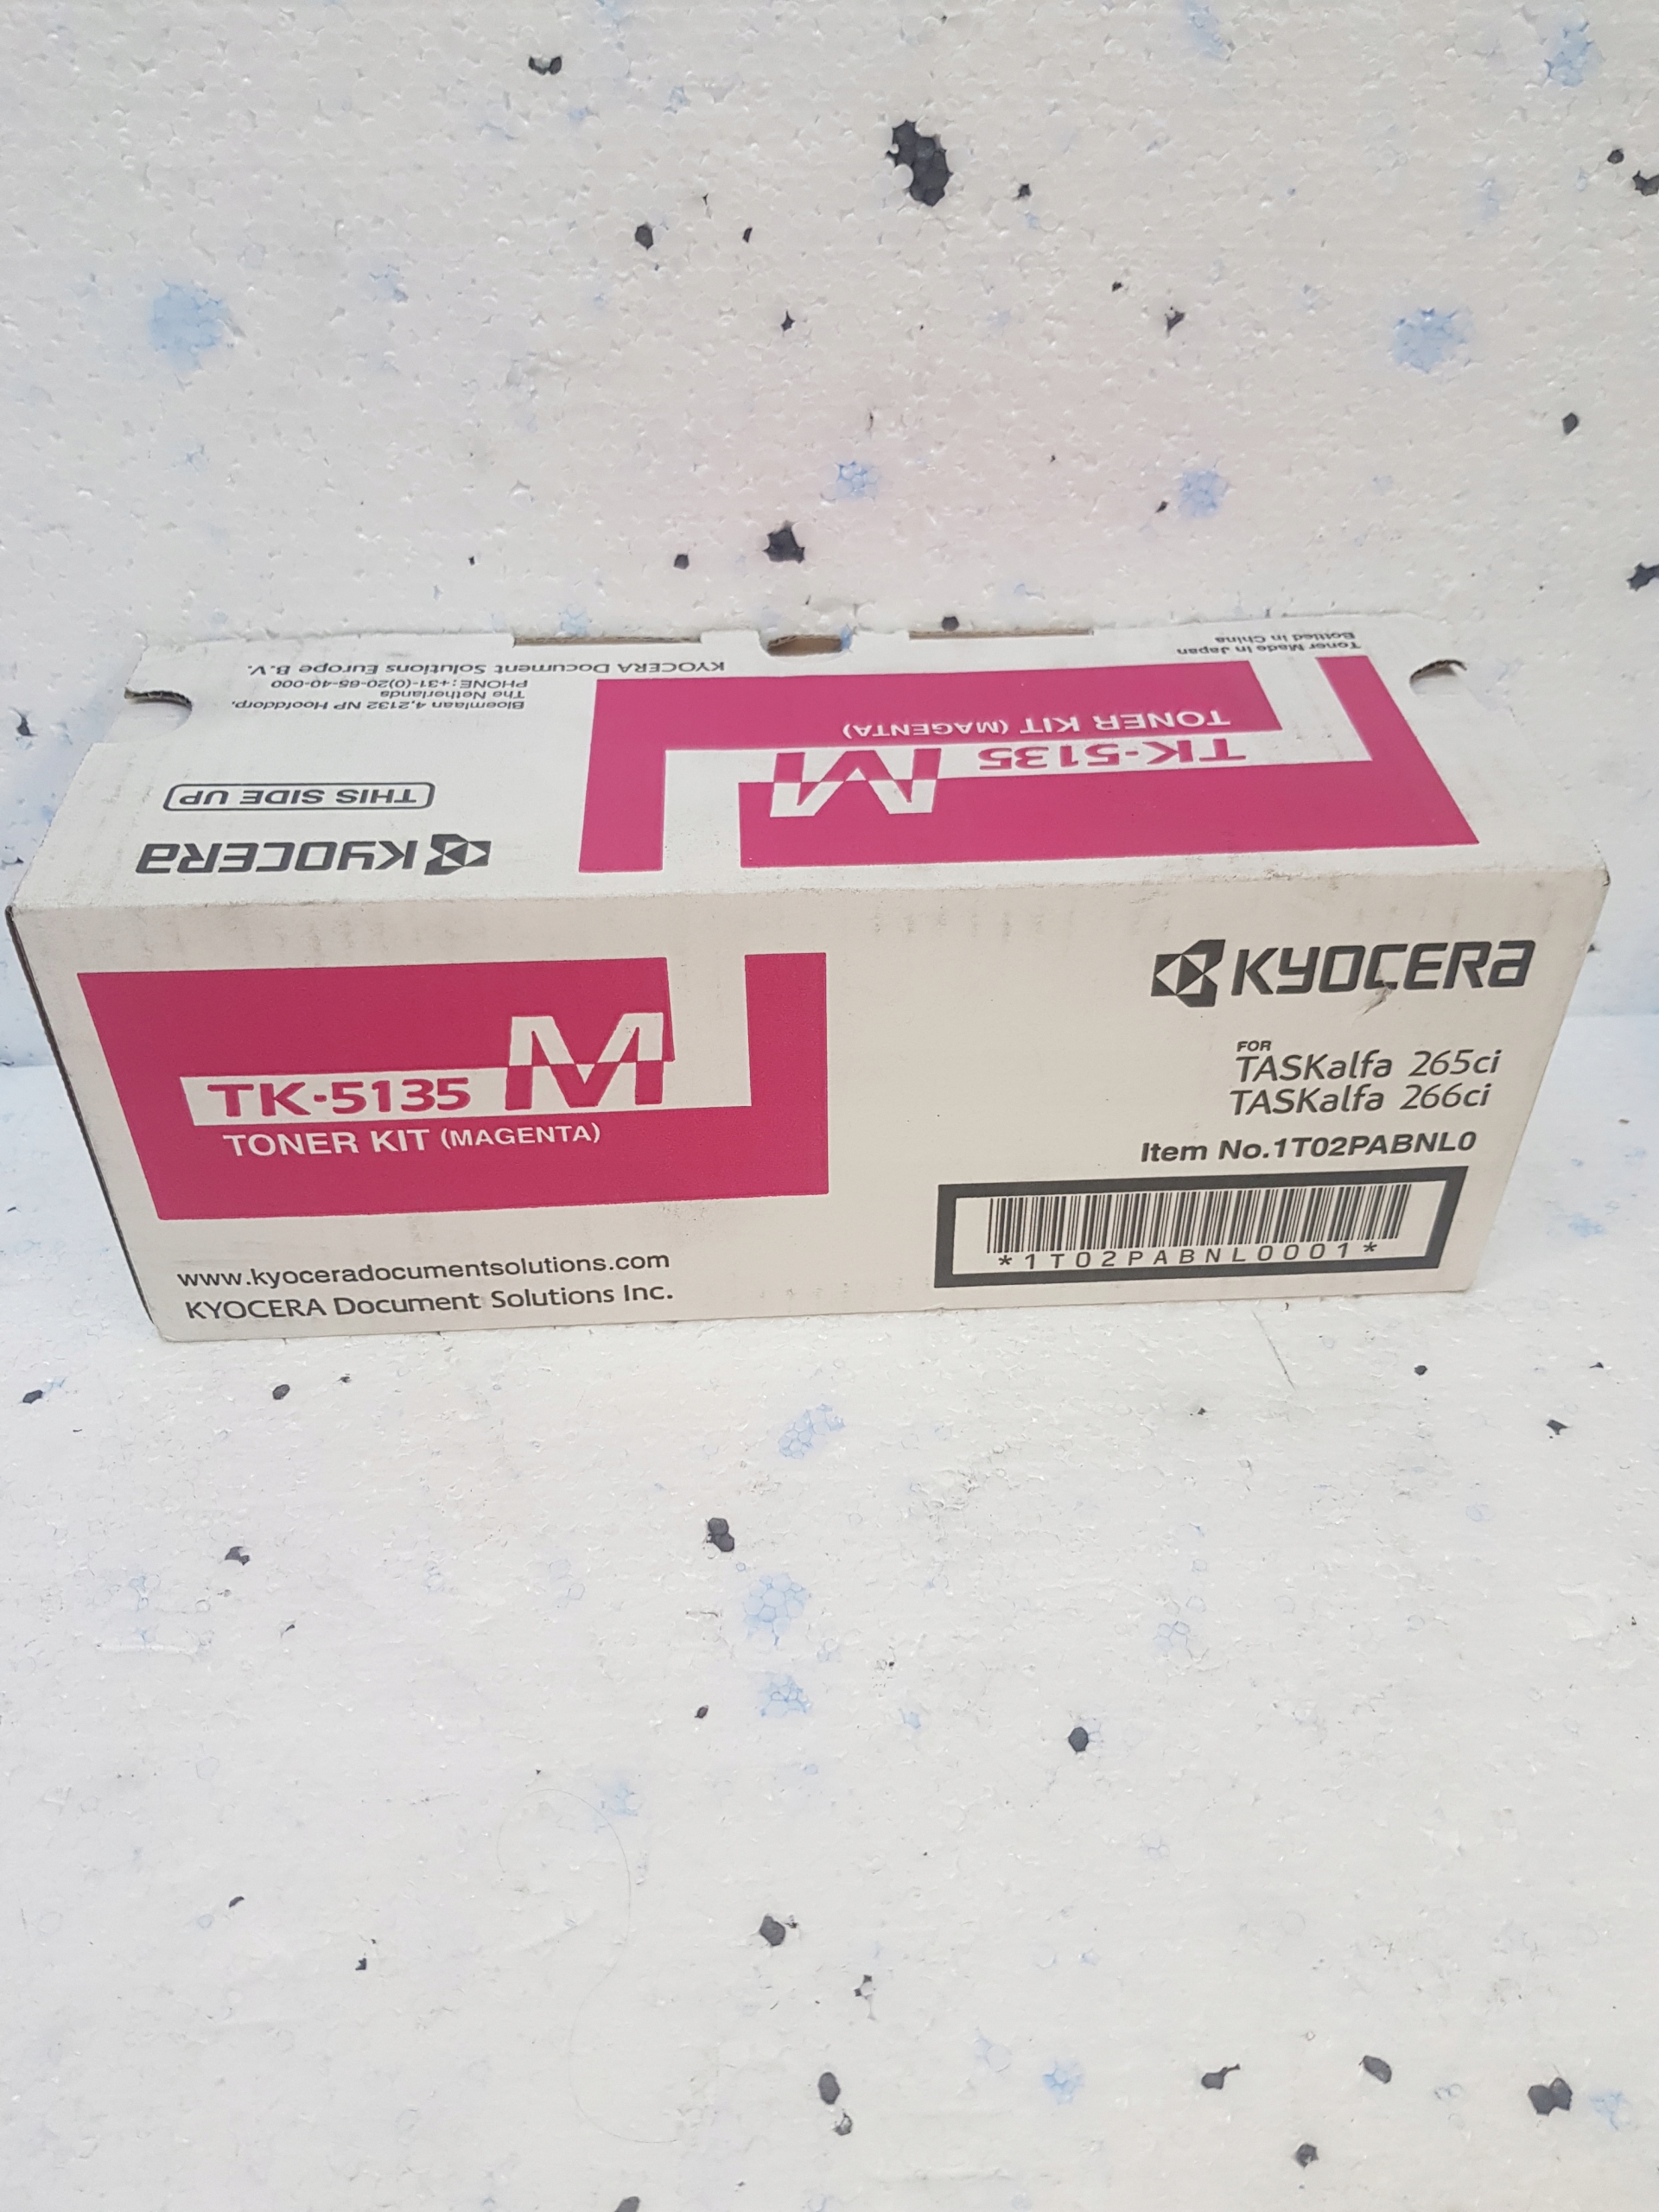 Toner Made in Japan
Bottled in China
TONER KIT (MAGENTA)
TK-5135 M
KYOCERA Document Solutions Europe B.V.
Bloemlaan 4,2132 NP Hoofddorp,
The Netherlands
PHONE:+31-(0)20-65-40-000
THIS SIDE UP
KYOCERA
TK-5135 M
TONER KIT (MAGENTA)
www.kyoceradocumentsolutions.com
KYOCERA Document Solutions Inc.
KYOCERA
FOR
TASKalfa 265ci
TASKalfa 266ci
Item No.1T02PABNL0
*1T02PABNL0001*